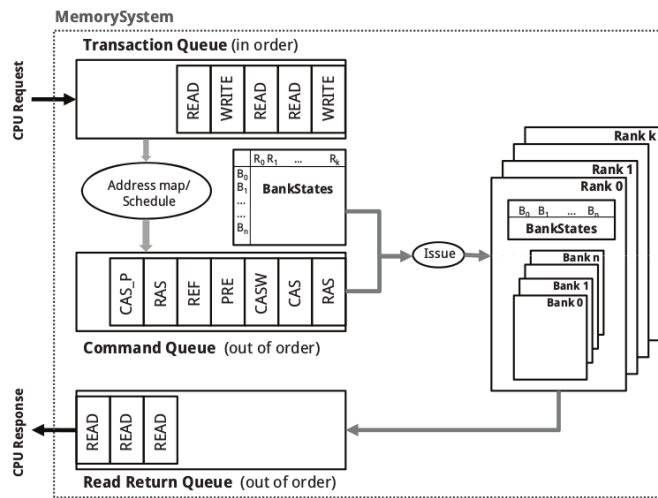 MemorySystem
Transaction Queue (in order)
CPU Request
READ
WRITE
READ
READ
WRITE
Address map/
Schedule
R0 R1 ... Rk
B0
B1
...
...
Bn
BankStates
Issue
Rank k
Rank 1
Rank 0
B0 B1 ... Bn
BankStates
Bank n
Bank 1
Bank 0
CAS_P
RAS
REF
PRE
CASW
CAS
RAS
Command Queue (out of order)
CPU Response
READ
READ
READ
Read Return Queue (out of order)